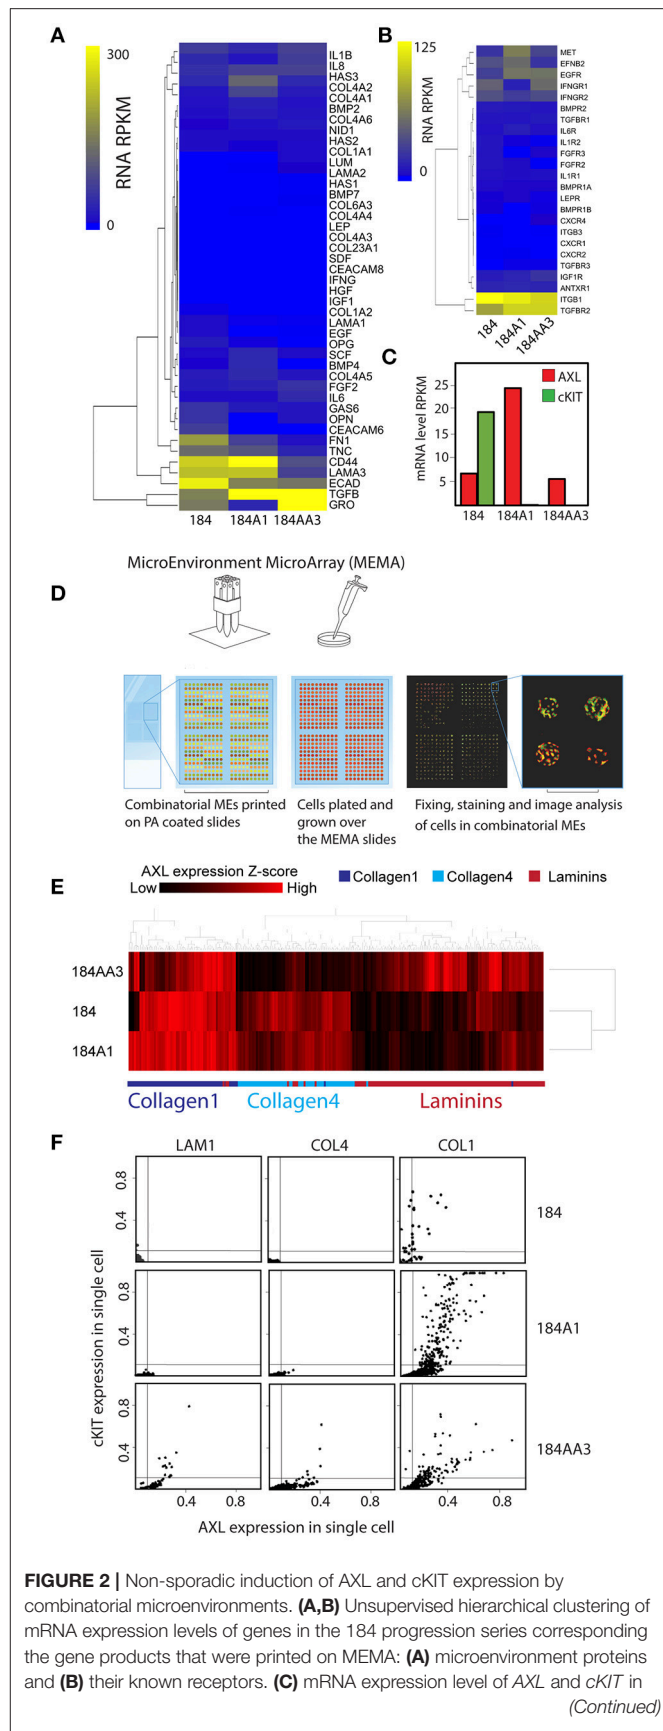 A
300
RNA RPKM
0
IL1B
IL8
HAS3
COL4A2
COL4A1
BMP2
COL4A6
NID1
HAS2
COL1A1
LUM
LAMA2
HAS1
BMP7
COL6A3
COL4A4
LEP
COL4A3
COL23A1
SDF
CEACAM8
IFNG
HGF
IGF1
COL1A2
LAMA1
EGF
OPG
SCF
BMP4
COL4A5
FGF2
IL6
GAS6
OPN
CEACAM6
FN1
TNC
CD44
LAMA3
ECAD
TGFB
GRO
184 184A1 184AA3
B
125
RNA RPKM
0
MET
EFNB2
EGFR
IFNGR1
IFNGR2
BMPR2
TGFBR1
IL6R
IL1R2
FGFR3
FGFR2
IL1R1
BMPR1A
LEPR
BMPR1B
CXCR4
ITGB3
CXCR1
CXCR2
TGFBR3
IGF1R
ANTXR1
ITGB1
TGFBR2
184 184A1 184AA3
C
mRNA level RPKM
25
20
15
10
5
AXL
cKIT
184 184A1 184AA3
D
MicroEnvironment MicroArray (MEMA)
Combinatorial MEs printed
on PA coated slides
Cells plated and
grown over
the MEMA slides
Fixing, staining and image analysis
of cells in combinatorial MEs
E
AXL expression Z-score
Low High
Collagen1 Collagen4 Laminins
184AA3
184
184A1
Collagen1 Collagen4 Laminins
F
LAM1 COL4 COL1
cKIT expression in single cell
0.8
0.4
184
0.8
0.4
184A1
0.8
0.4
184AA3
0.4 0.8 0.4 0.8 0.4 0.8
AXL expression in single cell
FIGURE 2 | Non-sporadic induction of AXL and cKIT expression by
combinatorial microenvironments. (A,B) Unsupervised hierarchical clustering of
mRNA expression levels of genes in the 184 progression series corresponding
the gene products that were printed on MEMA: (A) microenvironment proteins
and (B) their known receptors. (C) mRNA expression level of AXL and cKIT in
(Continued)